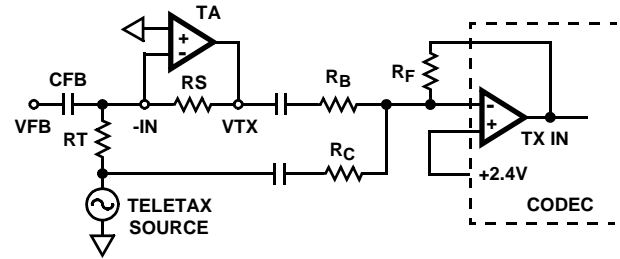 TA
+
-
CFB
RS
RB
RF
VFB
-IN
VTX
-
+
TX IN
RT
RC
+2.4V
TELETAX
SOURCE
CODEC